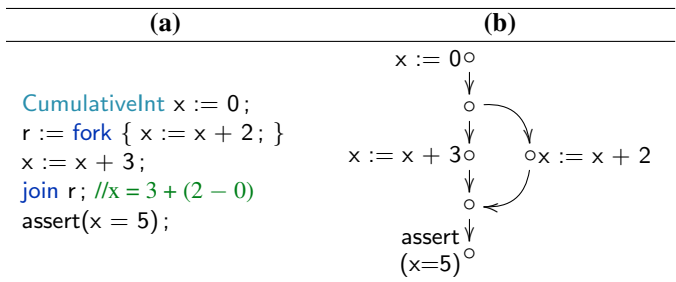 (a)
(b)
CumulativeInt x := 0;
r := fork { x := x + 2; }
x := x + 3;
join r; //x = 3 + (2 − 0)
assert(x = 5);
x := 0
x := x + 3
x := x + 2
assert
(x=5)